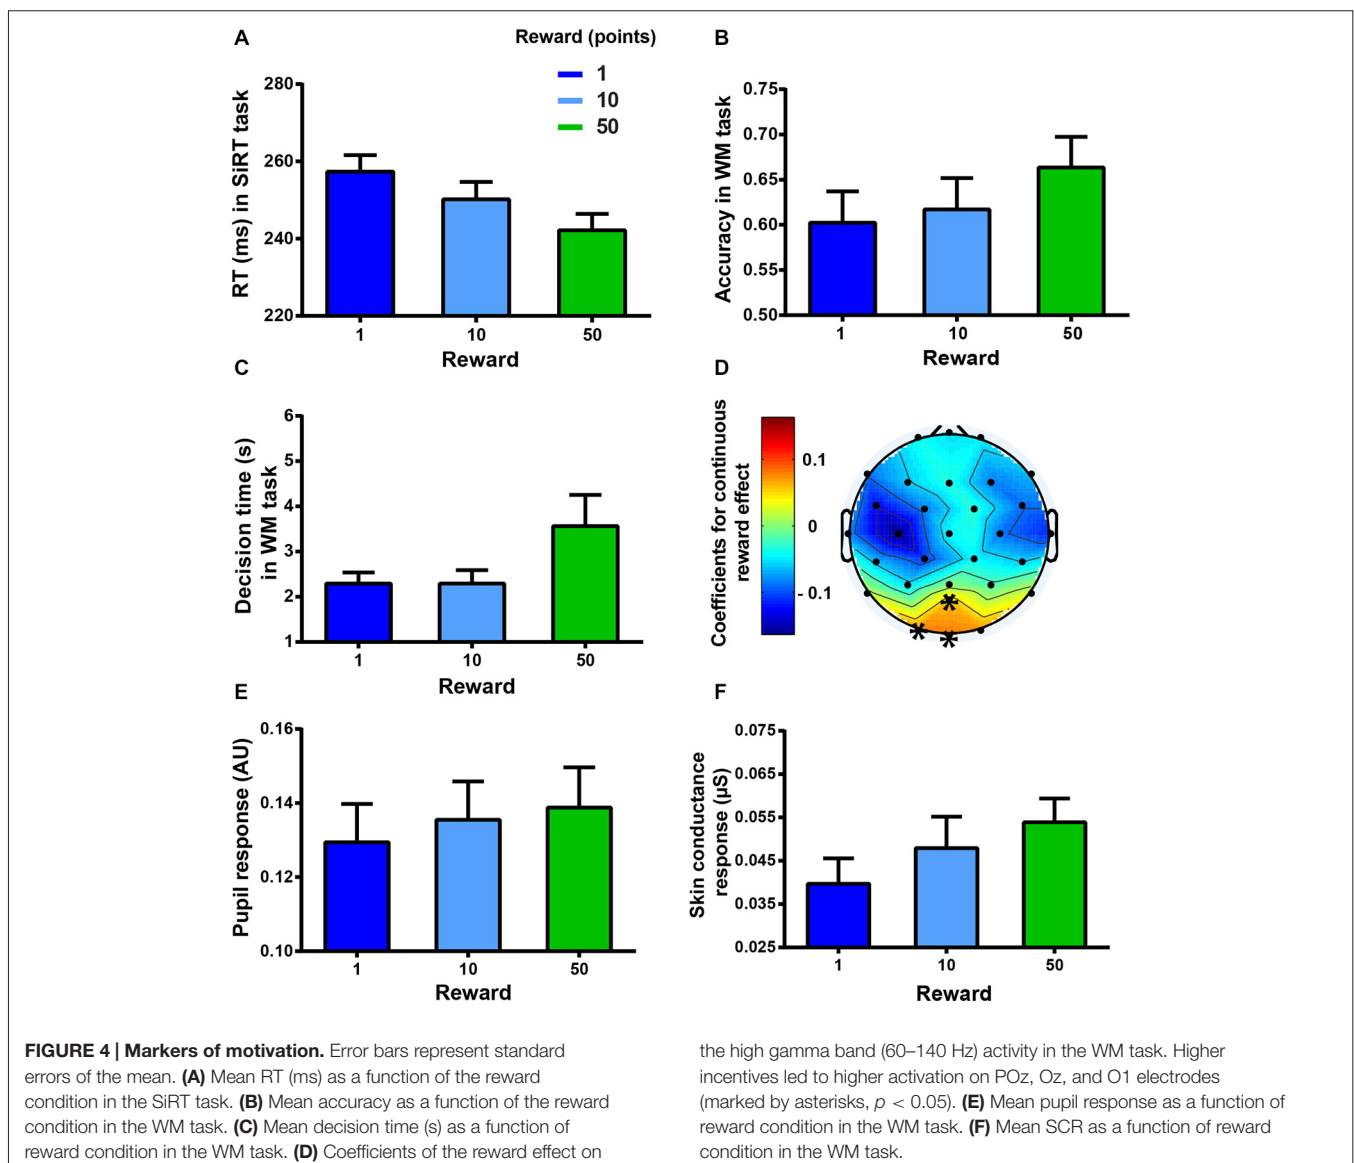 A
Reward (points)
1
10
50
RT (ms) in SiRT task
280
260
240
220
1
10
50
Reward
B
Accuracy in WM task
0.75
0.70
0.65
0.60
0.55
0.50
1
10
50
Reward
C
Decision time (s)
in WM task
6
5
4
3
2
1
1
10
50
Reward
D
Coefficients for continuous
reward effect
0.1
0
- 0.1
E
Pupil response (AU)
0.16
0.14
0.12
0.10
1
10
50
Reward
F
Skin conductance
response (µS)
0.075
0.065
0.055
0.045
0.035
0.025
1
10
50
Reward
FIGURE 4 | Markers of motivation. Error bars represent standard
errors of the mean. (A) Mean RT (ms) as a function of the reward
condition in the SiRT task. (B) Mean accuracy as a function of the reward
condition in the WM task. (C) Mean decision time (s) as a function of
reward condition in the WM task. (D) Coefficients of the reward effect on
the high gamma band (60–140 Hz) activity in the WM task. Higher
incentives led to higher activation on POz, Oz, and O1 electrodes
(marked by asterisks, p < 0.05). (E) Mean pupil response as a function of
reward condition in the WM task. (F) Mean SCR as a function of reward
condition in the WM task.